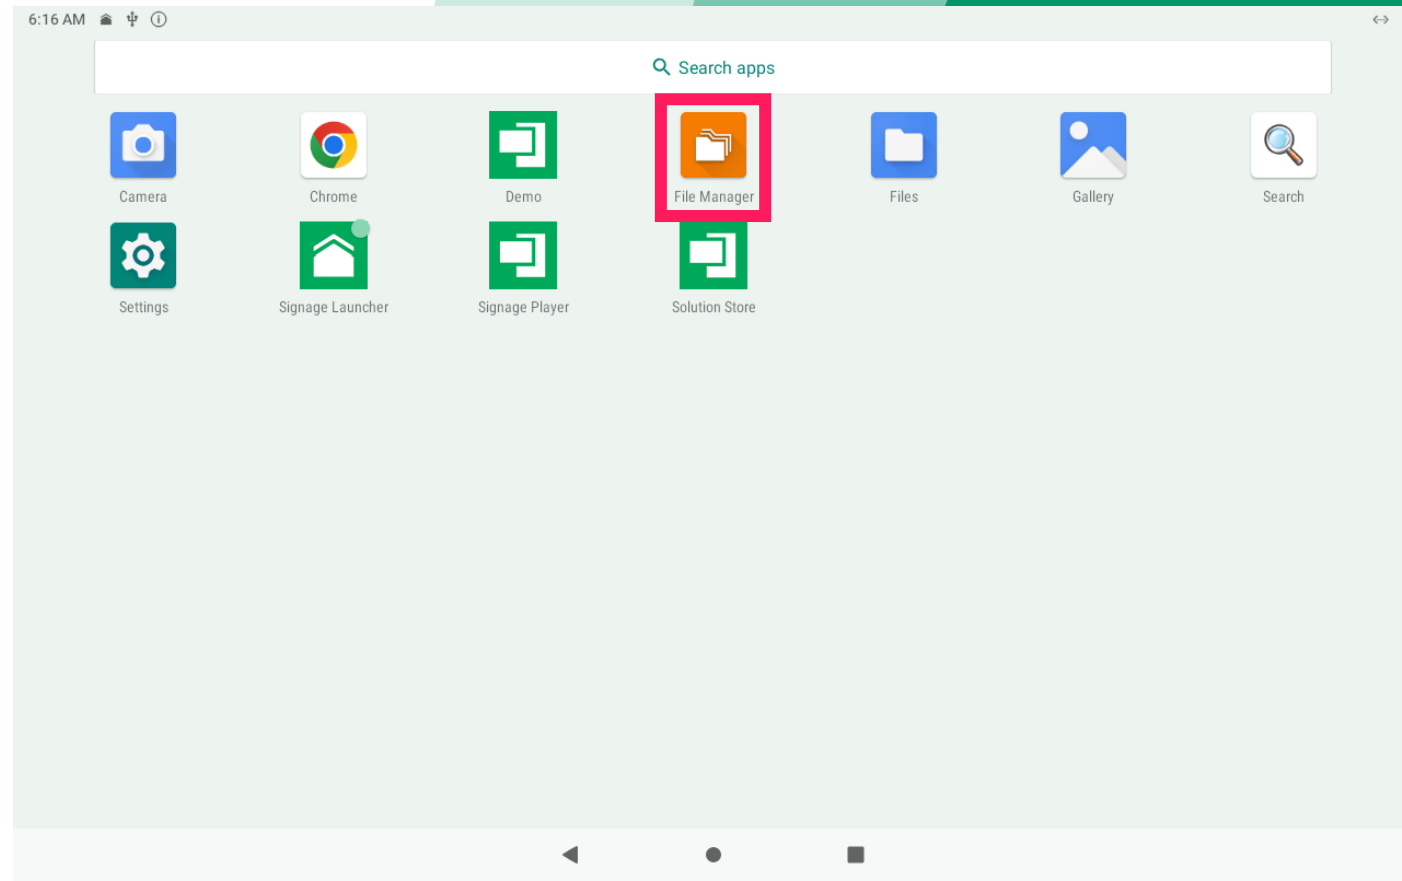 6:16 AM
Search apps
Camera
Chrome
Demo
File Manager
Files
Gallery
Search
Settings
Signage Launcher
Signage Player
Solution Store